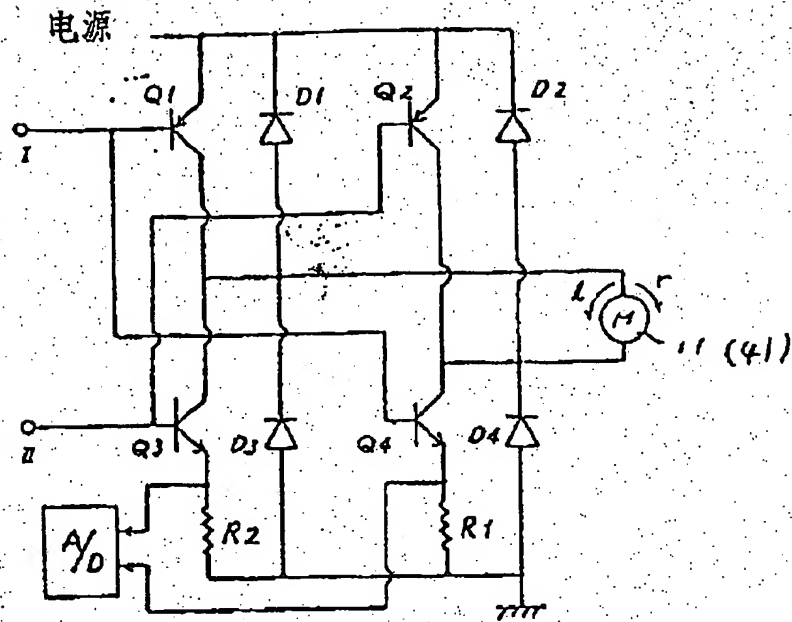 电源
Q1
D1
Q2
D2
I
l
r
M
11 (41)
II
Q3
D3
Q4
D4
A/D
R2
R1